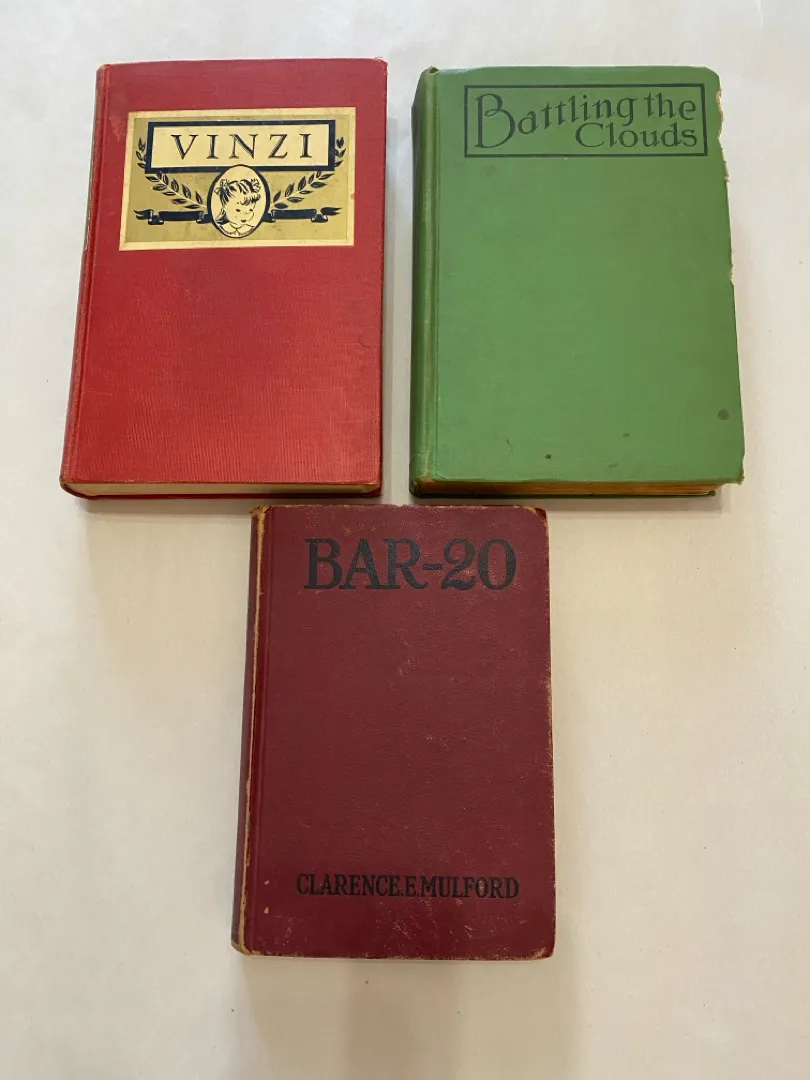 VINZI
Battling the
Clouds
BAR-20
CLARENCE.E.MULFORD